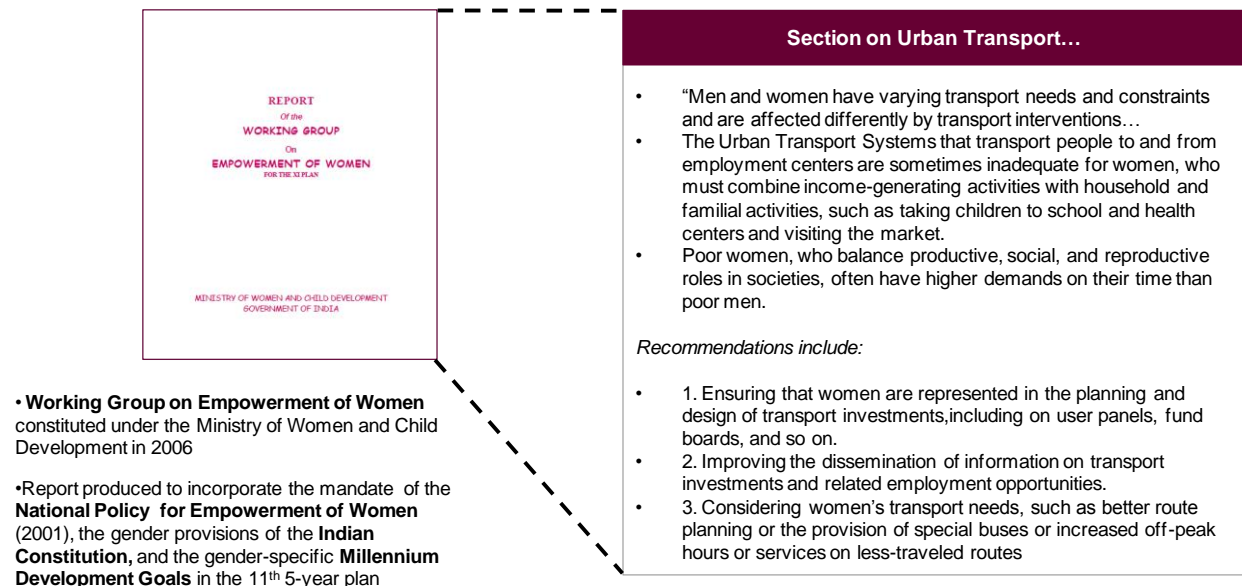 REPORT
Of the
WORKING GROUP
On
EMPOWERMENT OF WOMEN
FOR THE XI PLAN
MINISTRY OF WOMEN AND CHILD DEVELOPMENT
GOVERNMENT OF INDIA
• Working Group on Empowerment of Women
constituted under the Ministry of Women and Child
Development in 2006
•Report produced to incorporate the mandate of the
National Policy for Empowerment of Women
(2001), the gender provisions of the Indian
Constitution, and the gender-specific Millennium
Development Goals in the 11th 5-year plan
Section on Urban Transport…
• “Men and women have varying transport needs and constraints
and are affected differently by transport interventions…
• The Urban Transport Systems that transport people to and from
employment centers are sometimes inadequate for women, who
must combine income-generating activities with household and
familial activities, such as taking children to school and health
centers and visiting the market.
• Poor women, who balance productive, social, and reproductive
roles in societies, often have higher demands on their time than
poor men.
Recommendations include:
• 1. Ensuring that women are represented in the planning and
design of transport investments,including on user panels, fund
boards, and so on.
• 2. Improving the dissemination of information on transport
investments and related employment opportunities.
• 3. Considering women’s transport needs, such as better route
planning or the provision of special buses or increased off-peak
hours or services on less-traveled routes